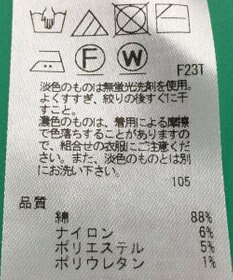 F W
F23T
淡色のものは無蛍光洗剤を使用。
よくすすぎ、絞りの後すぐに干
すこと。
濃色のものは、着用による摩擦
で色落ちすることがありますの
で、組合せの衣服にご注意くださ
い。また、淡色のものとは別
にお洗い下さい。
105
品質
綿 88%
ナイロン 6%
ポリエステル 5%
ポリウレタン 1%